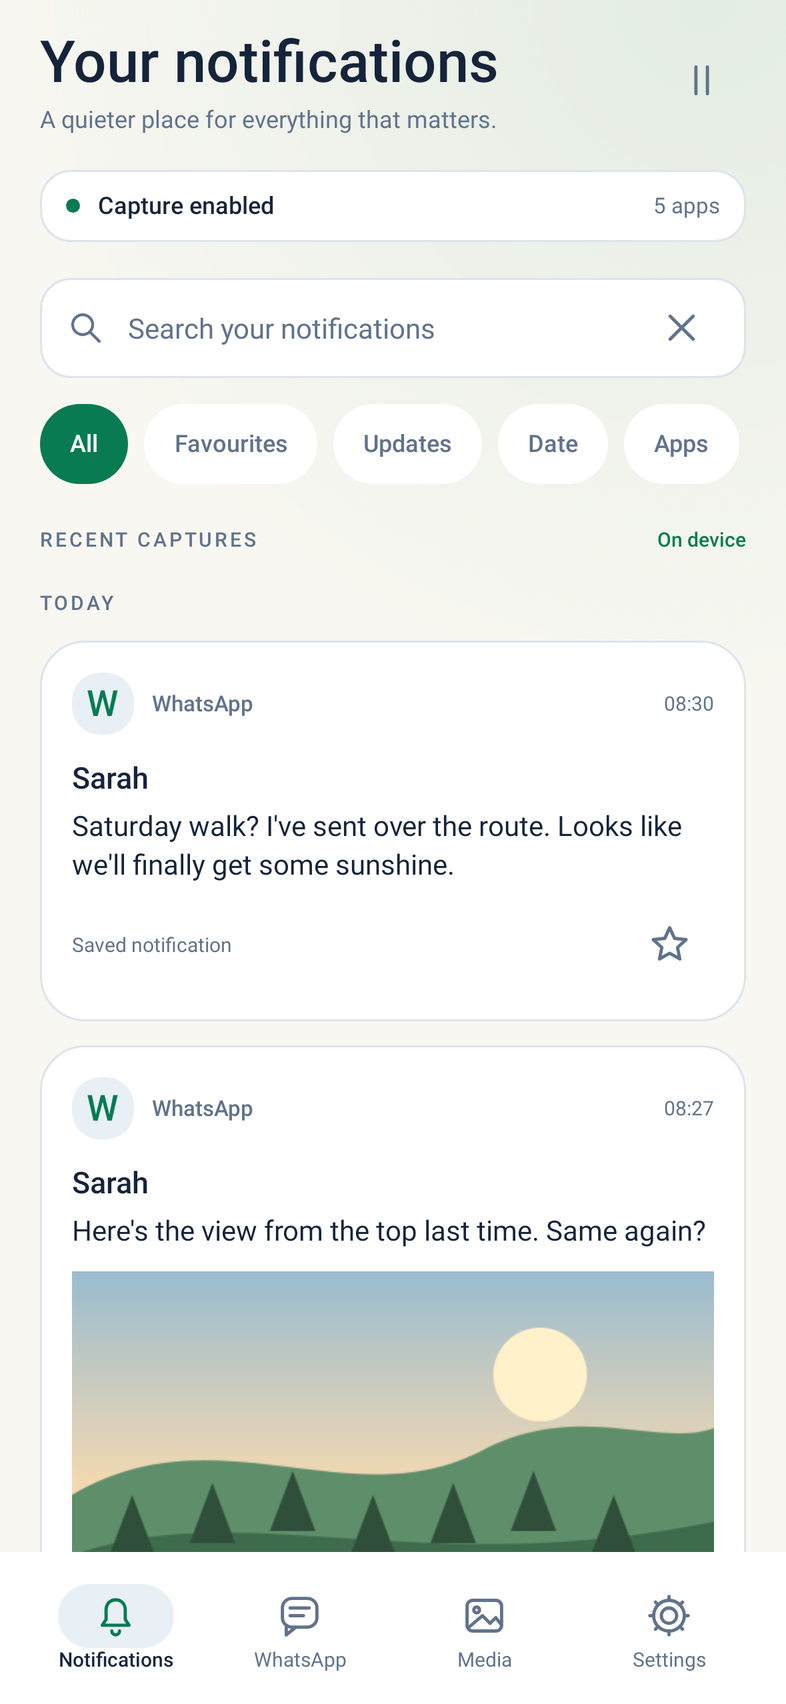 Your notifications
A quieter place for everything that matters.
Capture enabled
5 apps
Search your notifications
All
Favourites
Updates
Date
Apps
RECENT CAPTURES
On device
TODAY
W
WhatsApp
08:30
Sarah
Saturday walk? I've sent over the route. Looks like
we'll finally get some sunshine.
Saved notification
W
WhatsApp
08:27
Sarah
Here's the view from the top last time. Same again?
Notifications
WhatsApp
Media
Settings